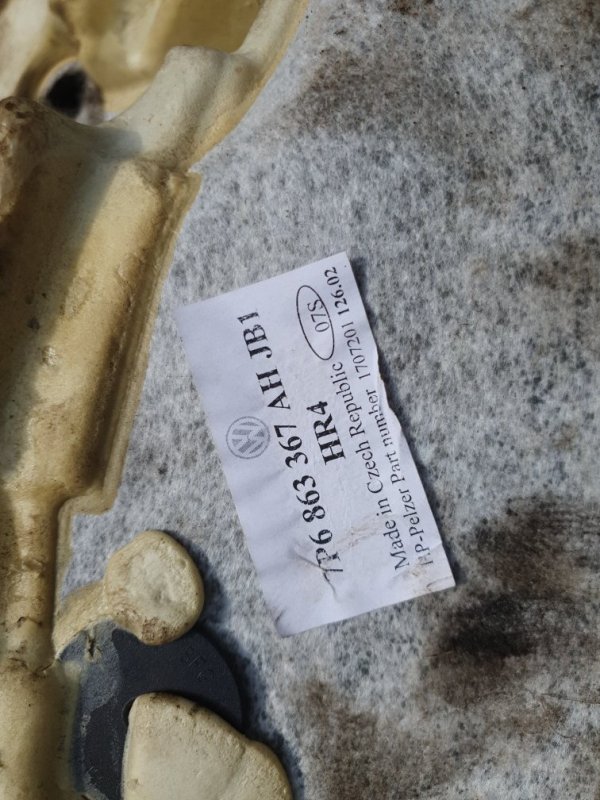 7P6 863 367 AH JB1
HR4
07S
Made in Czech Republic
HP-Pelzer Part number 1707201 126.02